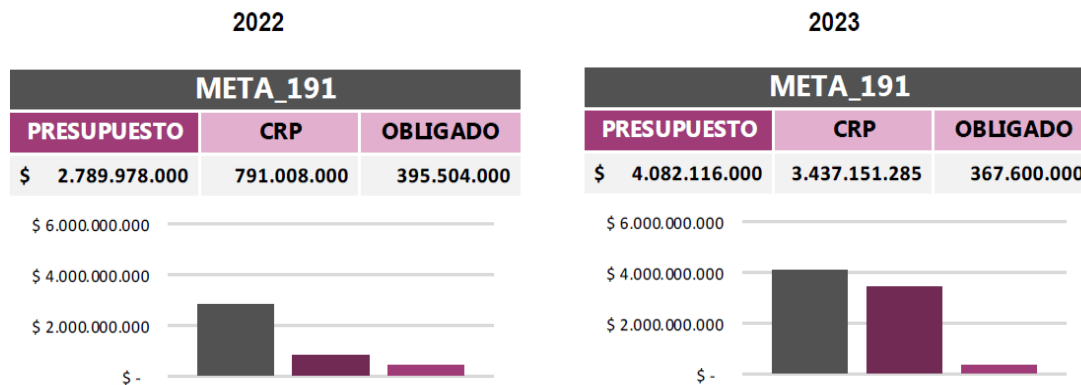 2022
META_191
PRESUPUESTO CRP OBLIGADO
$ 2.789.978.000 791.008.000 395.504.000
$ 6.000.000.000
$ 4.000.000.000
$ 2.000.000.000
$ -
2023
META_191
PRESUPUESTO CRP OBLIGADO
$ 4.082.116.000 3.437.151.285 367.600.000
$ 6.000.000.000
$ 4.000.000.000
$ 2.000.000.000
$ -